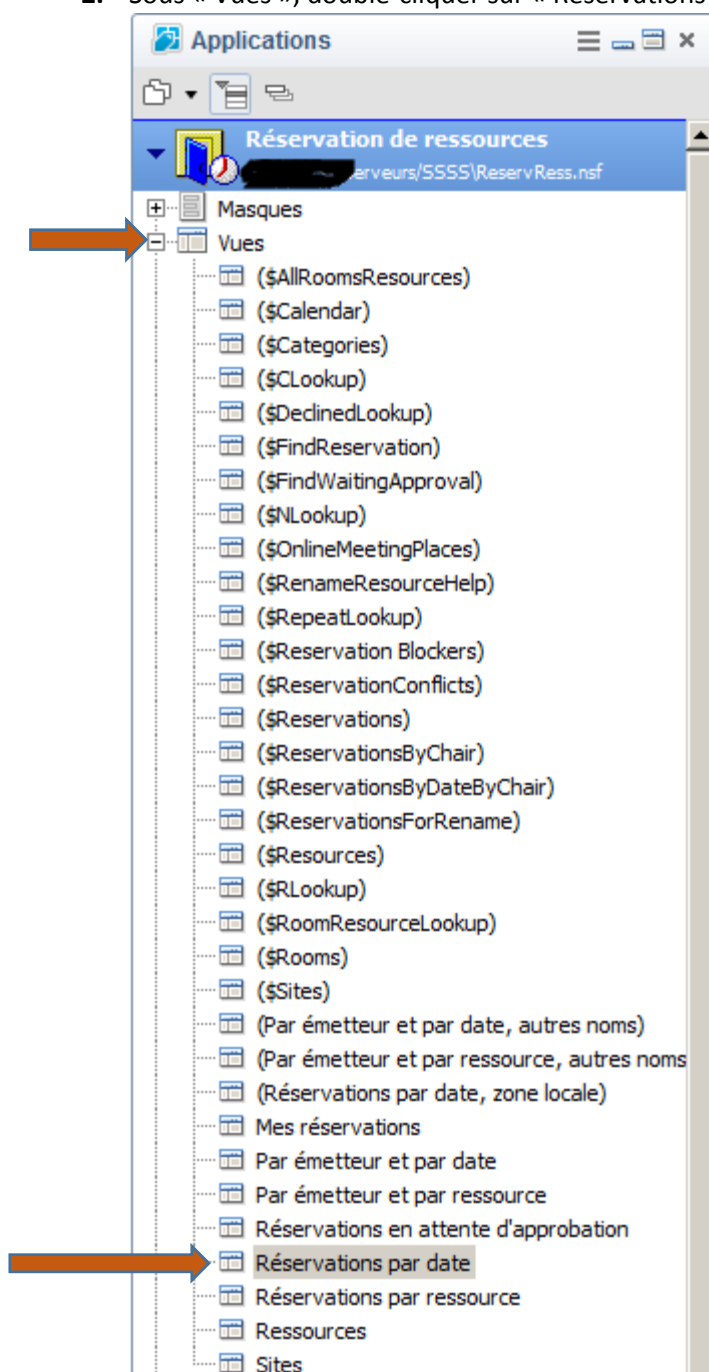 2. Sous « Vues », double-cliquer sur « Réservations
Applications
Réservation de ressources
erveurs/SSSS\ReservRess.nsf
Masques
Vues
($AllRoomsResources)
($Calendar)
($Categories)
($CLookup)
($DeclinedLookup)
($FindReservation)
($FindWaitingApproval)
($NLookup)
($OnlineMeetingPlaces)
($RenameResourceHelp)
($RepeatLookup)
($Reservation Blockers)
($ReservationConflicts)
($Reservations)
($ReservationsByChair)
($ReservationsByDateByChair)
($ReservationsForRename)
($Resources)
($RLookup)
($RoomResourceLookup)
($Rooms)
($Sites)
(Par émetteur et par date, autres noms)
(Par émetteur et par ressource, autres noms
(Réservations par date, zone locale)
Mes réservations
Par émetteur et par date
Par émetteur et par ressource
Réservations en attente d'approbation
Réservations par date
Réservations par ressource
Ressources
Sites